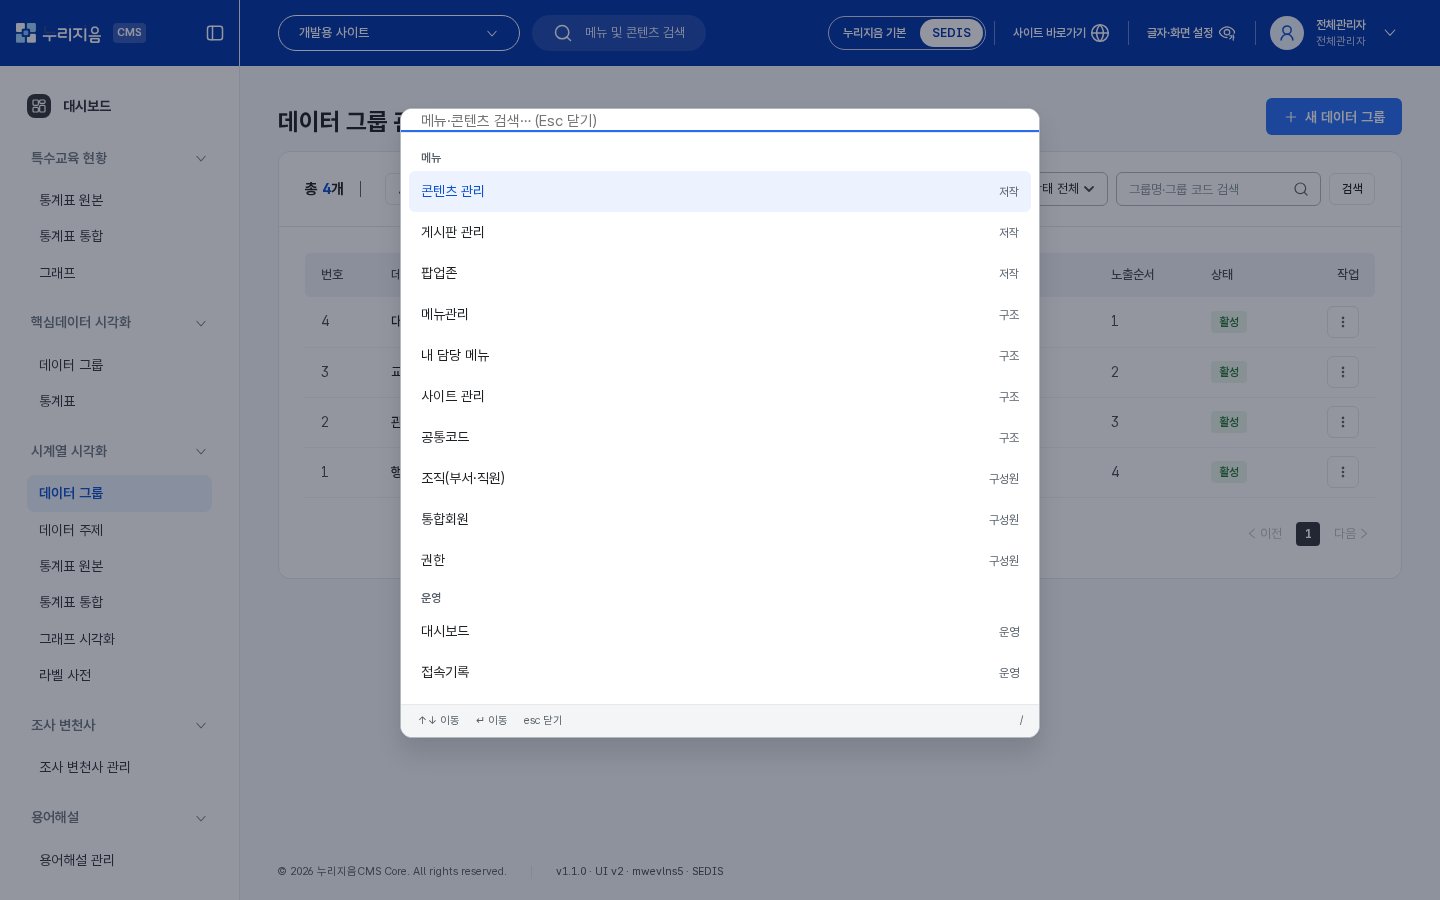 누리지음 CMS
개발용 사이트
메뉴 및 콘텐츠 검색
누리지음 기본 SEDIS
사이트 바로가기
글자·화면 설정
전체관리자
전체관리자
대시보드
특수교육 현황
통계표 원본
통계표 통합
그래프
핵심데이터 시각화
데이터 그룹
통계표
시계열 시각화
데이터 그룹
데이터 주제
통계표 원본
통계표 통합
그래프 시각화
라벨 사전
조사 변천사
조사 변천사 관리
용어해설
용어해설 관리
데이터 그룹
새 데이터 그룹
총 4개
전체
그룹명·그룹 코드 검색
검색
번호 노출순서 상태 작업
4 1 활성
3 2 활성
2 3 활성
1 4 활성
이전 1 다음
메뉴·콘텐츠 검색… (Esc 닫기)
메뉴
콘텐츠 관리 저작
게시판 관리 저작
팝업존 저작
메뉴관리 구조
내 담당 메뉴 구조
사이트 관리 구조
공통코드 구조
조직(부서·직원) 구성원
통합회원 구성원
권한 구성원
운영
대시보드 운영
접속기록 운영
↑↓ 이동 ↵ 이동 esc 닫기 /
© 2026 누리지음CMS Core. All rights reserved. v1.1.0 · UI v2 · mwevlns5 · SEDIS